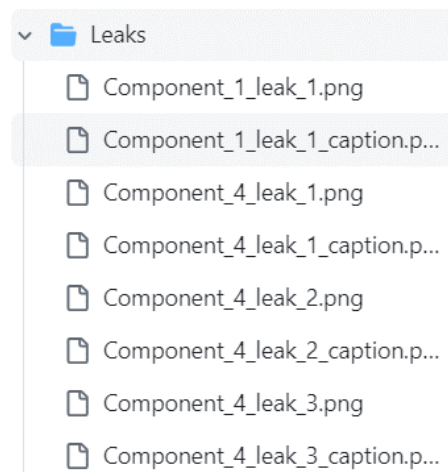 Leaks
Component_1_leak_1.png
Component_1_leak_1_caption.p...
Component_4_leak_1.png
Component_4_leak_1_caption.p...
Component_4_leak_2.png
Component_4_leak_2_caption.p...
Component_4_leak_3.png
Component_4_leak_3_caption.p...